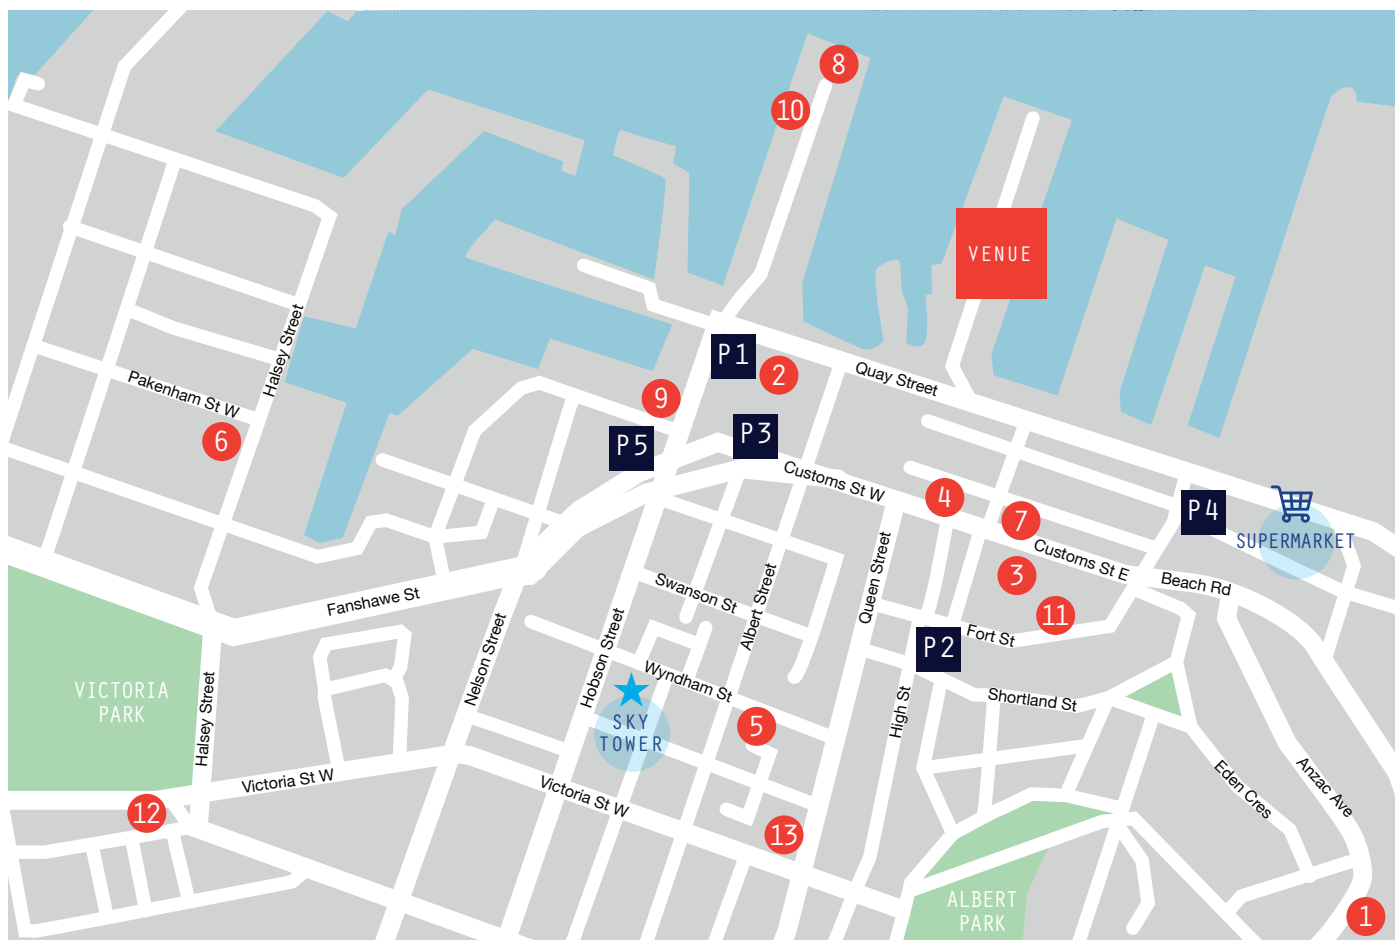 8
10
VENUE
Halsey Street
P1
2
Quay Street
Pakenham St W
9
6
P5
P3
Customs St W
4
7
P4
SUPERMARKET
Customs St E
3
Beach Rd
11
Queen Street
Swanson St
Albert Street
Fanshawe St
Fort St
P2
Nelson Street
Hobson Street
Wyndham St
VICTORIA
PARK
Halsey Street
SKY
TOWER
5
High St
Shortland St
Victoria St W
Victoria St W
Eden Cres
Anzac Ave
12
13
ALBERT
PARK
1